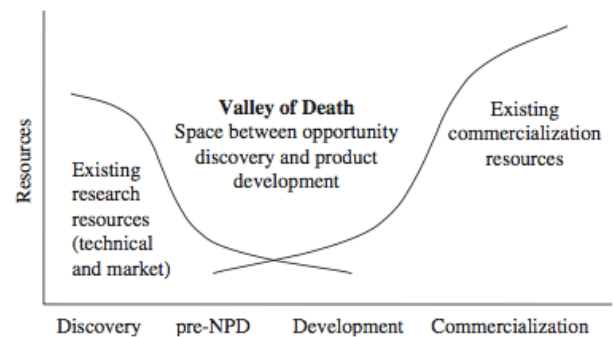 Valley of Death
Space between opportunity
discovery and product
development
Existing
commercialization
resources
Existing
research
resources
(technical
and market)
Resources
Discovery
pre-NPD
Development
Commercialization